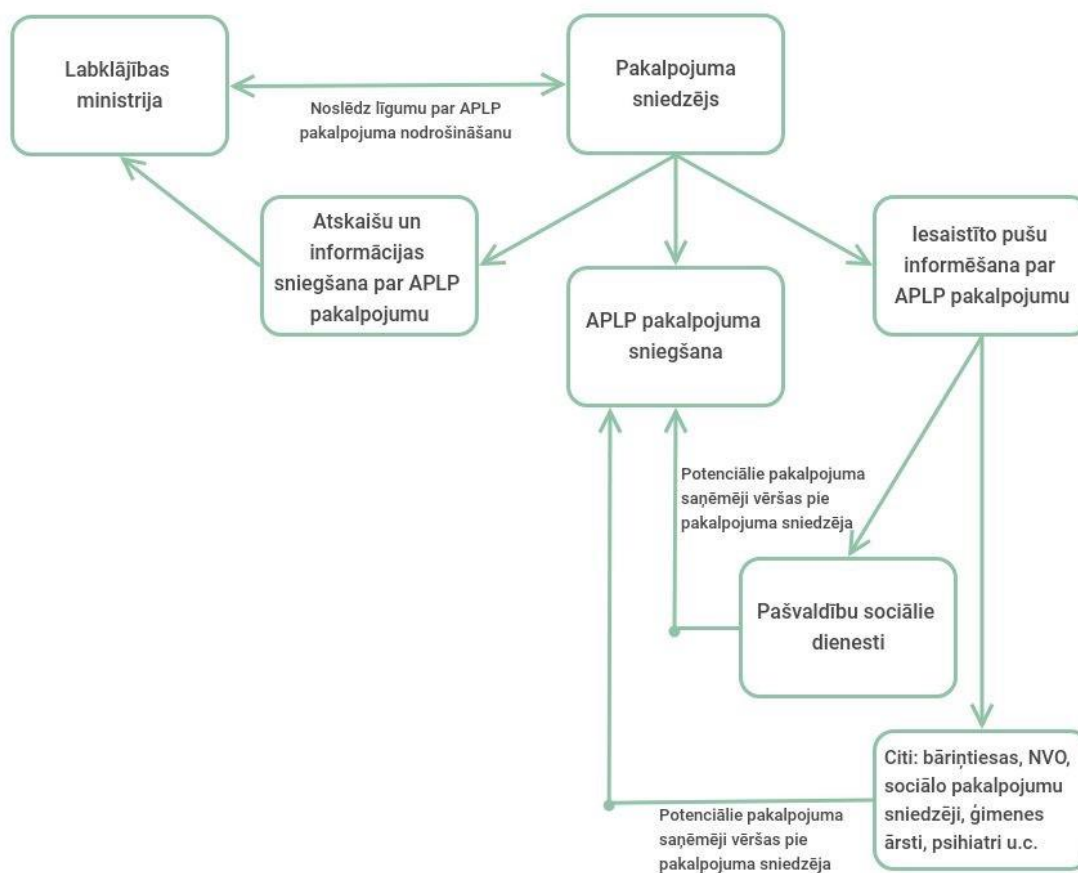 Labklājības
ministrija
Noslēdz līgumu par APLP
pakalpojuma nodrošināšanu
Pakalpojuma
sniedzējs
Atskaišu un
informācijas
sniegšana par APLP
pakalpojumu
APLP pakalpojuma
sniegšana
Iesaistīto pušu
informēšana par
APLP pakalpojumu
Potenciālie pakalpojuma
saņēmēji vēršas pie
pakalpojuma sniedzēja
Pašvaldību sociālie
dienesti
Citi: bāriņtiesas, NVO,
sociālo pakalpojumu
sniedzēji, ģimenes
ārsti, psihiatri u.c.
Potenciālie pakalpojuma
saņēmēji vēršas pie
pakalpojuma sniedzēja